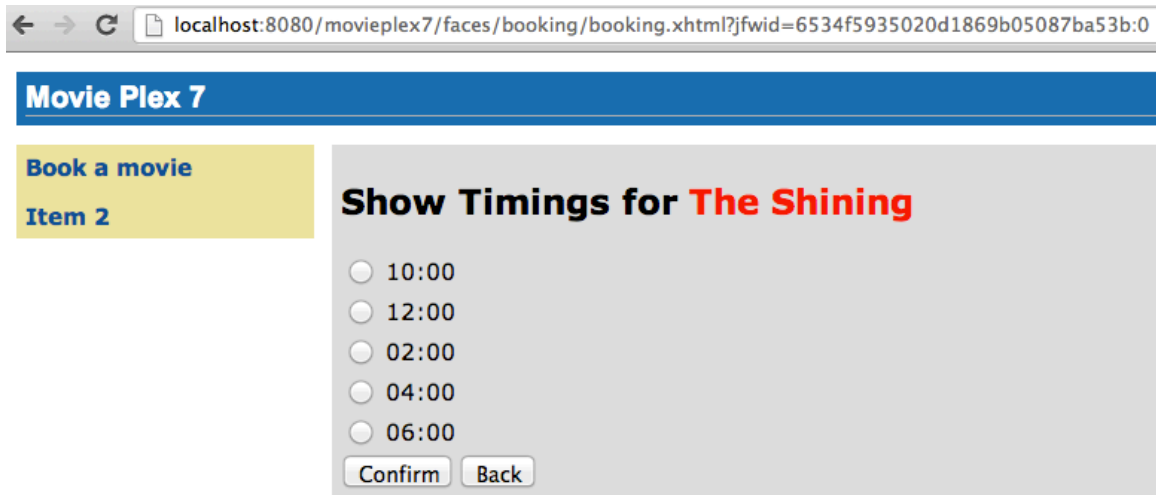 localhost:8080/movieplex7/faces/booking/booking.xhtml?jfwid=6534f5935020d1869b05087ba53b:0
Movie Plex 7
Book a movie
Item 2
Show Timings for The Shining
10:00
12:00
02:00
04:00
06:00
Confirm Back